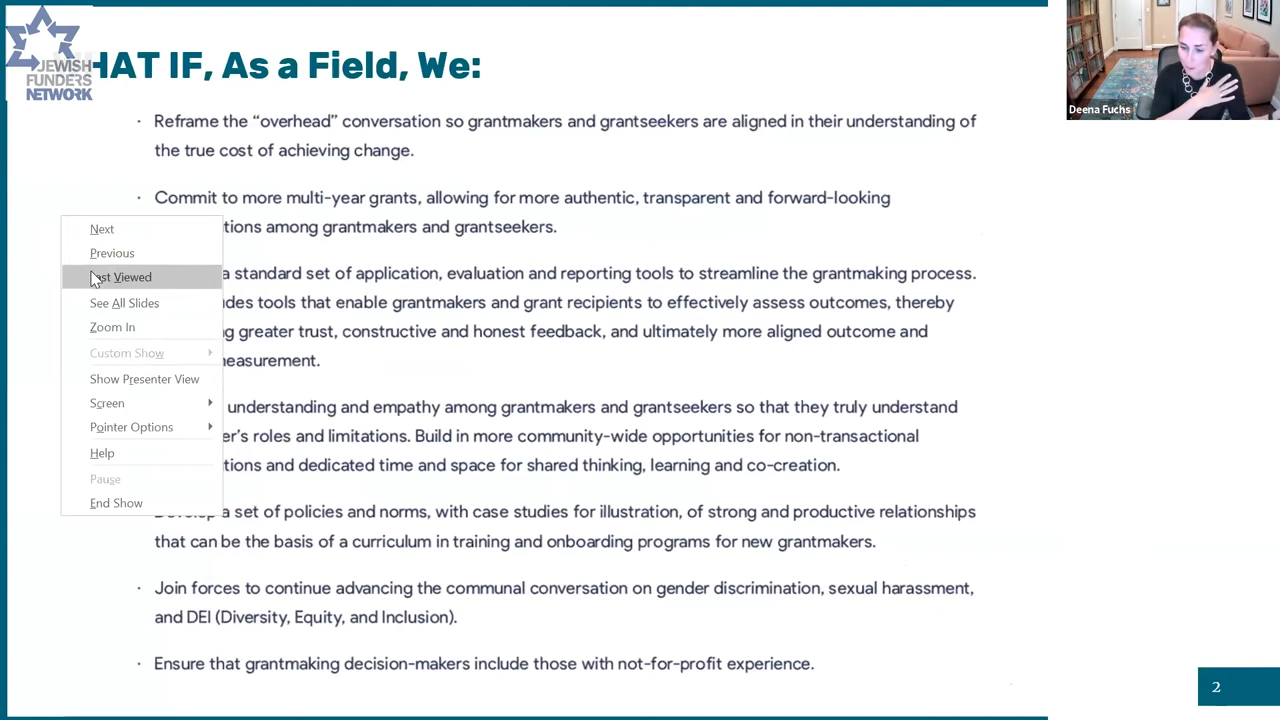 JEWISH
FUNDERS
NETWORK
HAT IF, As a Field, We:
Deena Fuchs
· Reframe the “overhead” conversation so grantmakers and grantseekers are aligned in their understanding of
the true cost of achieving change.
· Commit to more multi-year grants, allowing for more authentic, transparent and forward-looking
tions among grantmakers and grantseekers.
a standard set of application, evaluation and reporting tools to streamline the grantmaking process.
des tools that enable grantmakers and grant recipients to effectively assess outcomes, thereby
g greater trust, constructive and honest feedback, and ultimately more aligned outcome and
easurement.
understanding and empathy among grantmakers and grantseekers so that they truly understand
er’s roles and limitations. Build in more community-wide opportunities for non-transactional
tions and dedicated time and space for shared thinking, learning and co-creation.
a set of policies and norms, with case studies for illustration, of strong and productive relationships
that can be the basis of a curriculum in training and onboarding programs for new grantmakers.
· Join forces to continue advancing the communal conversation on gender discrimination, sexual harassment,
and DEI (Diversity, Equity, and Inclusion).
· Ensure that grantmaking decision-makers include those with not-for-profit experience.
Next
Previous
Viewed
See All Slides
Zoom In
Custom Show
Show Presenter View
Screen
Pointer Options
Help
Pause
End Show
2